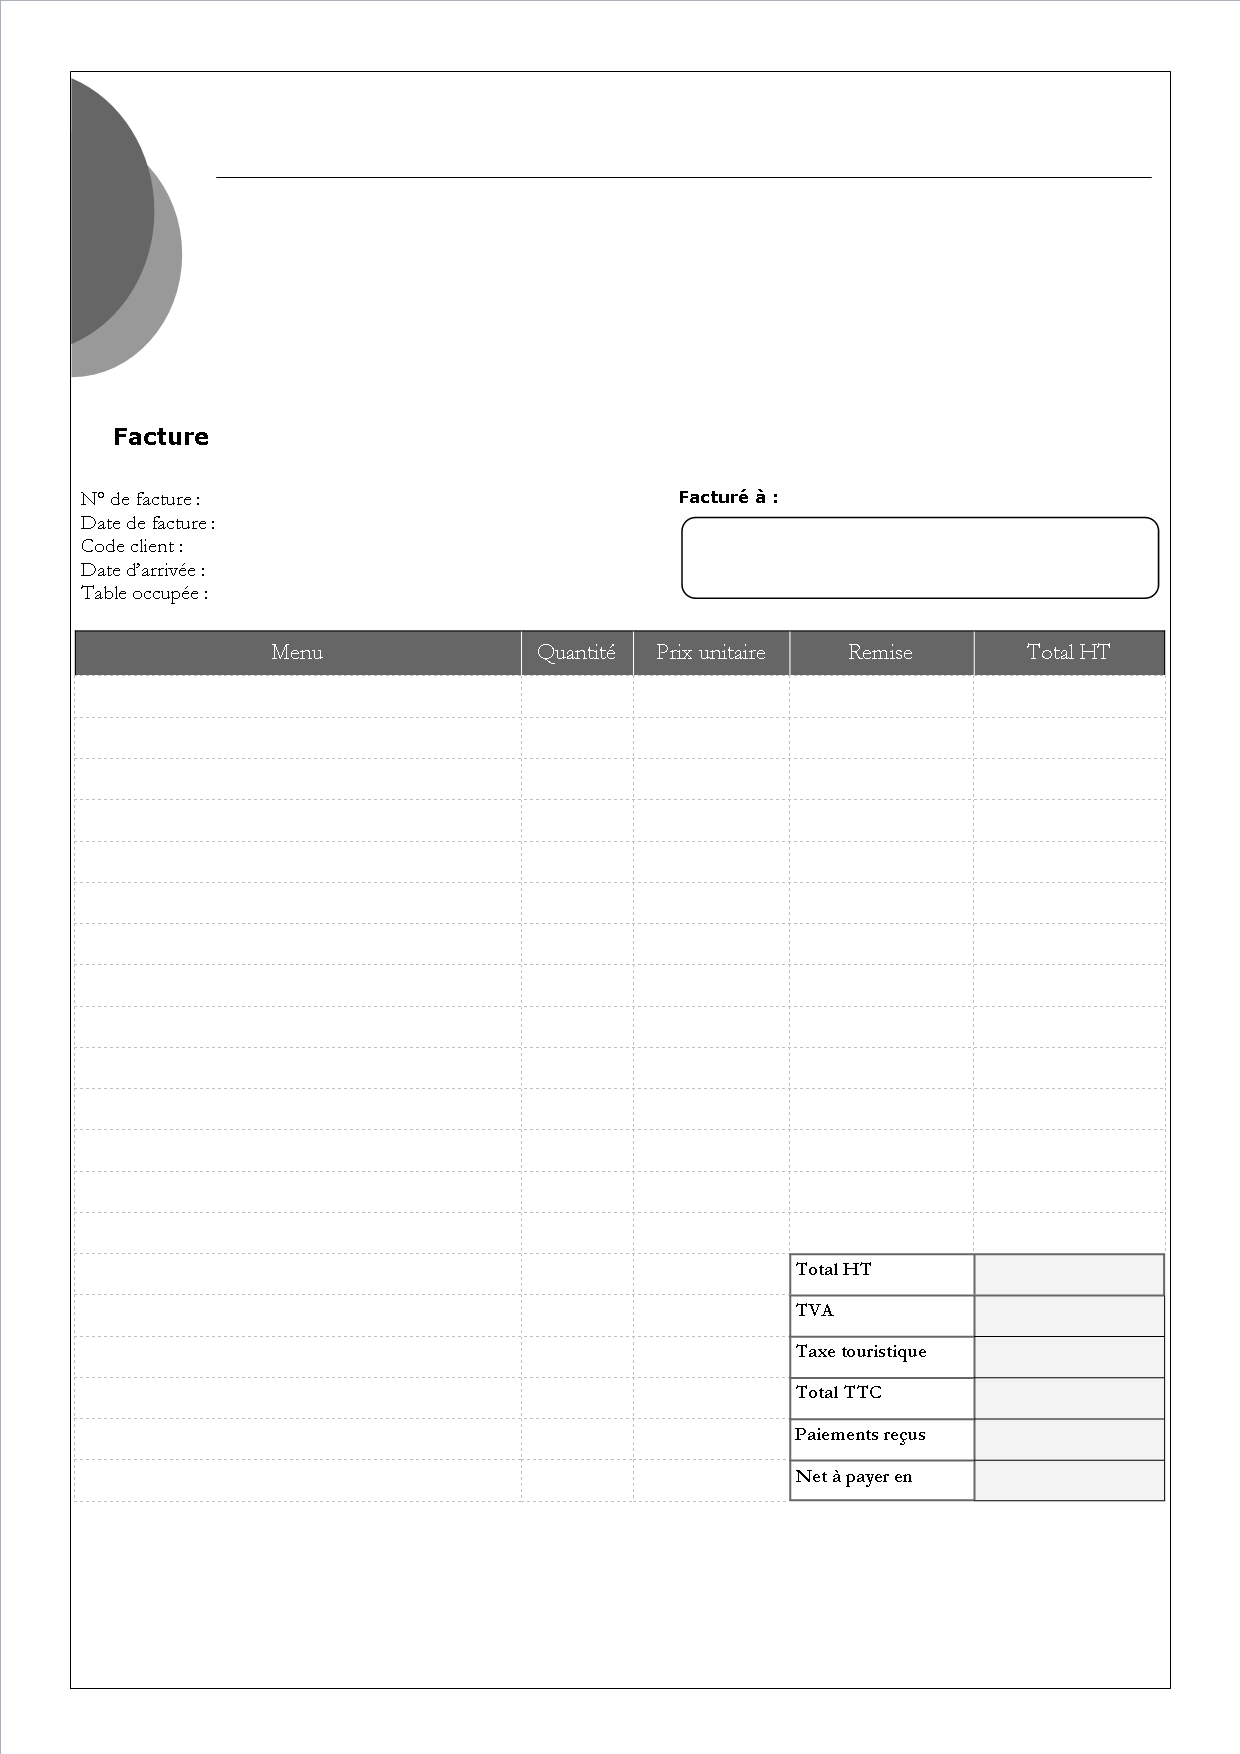 Facture
N° de facture :
Facturé à :
Date de facture :
Code client :
Date d'arrivée :
Table occupée :
Menu Quantité Prix unitaire Remise Total HT
Total HT
TVA
Taxe touristique
Total TTC
Paiements reçus
Net à payer en